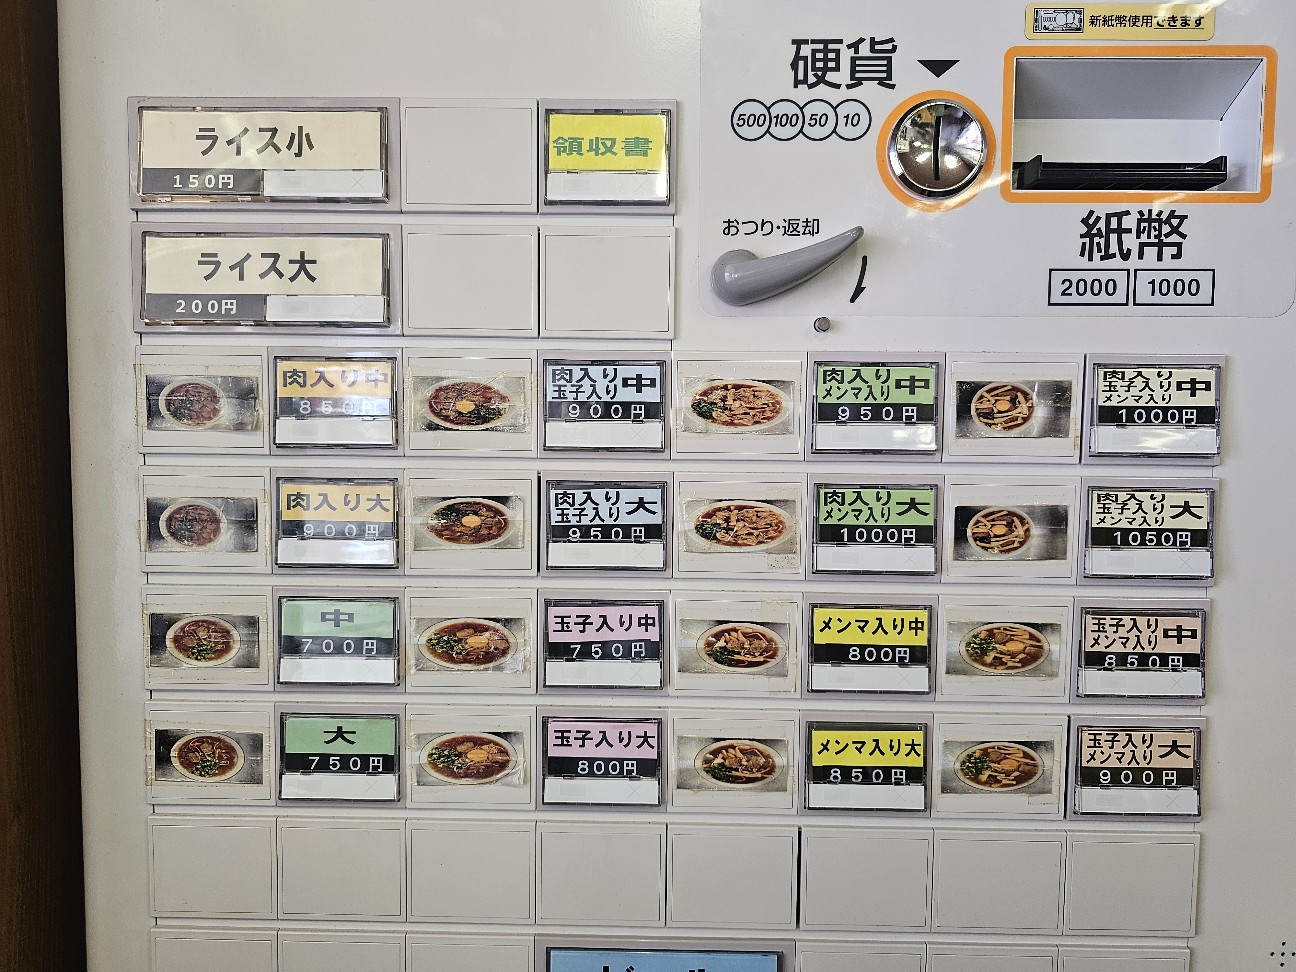 新紙幣使用できます
硬貨
500 100 50 10
おつり・返却
紙幣
2000 1000
ライス小
150円
領収書
ライス大
200円
肉入り中
850円
肉入り
玉子入り 中
900円
肉入り
メンマ入り 中
950円
肉入り
玉子入り 中
メンマ入り
1000円
肉入り大
900円
肉入り
玉子入り 大
950円
肉入り
メンマ入り 大
1000円
肉入り
玉子入り 大
メンマ入り
1050円
中
700円
玉子入り中
750円
メンマ入り中
800円
玉子入り
メンマ入り 中
850円
大
750円
玉子入り大
800円
メンマ入り大
850円
玉子入り
メンマ入り 大
900円